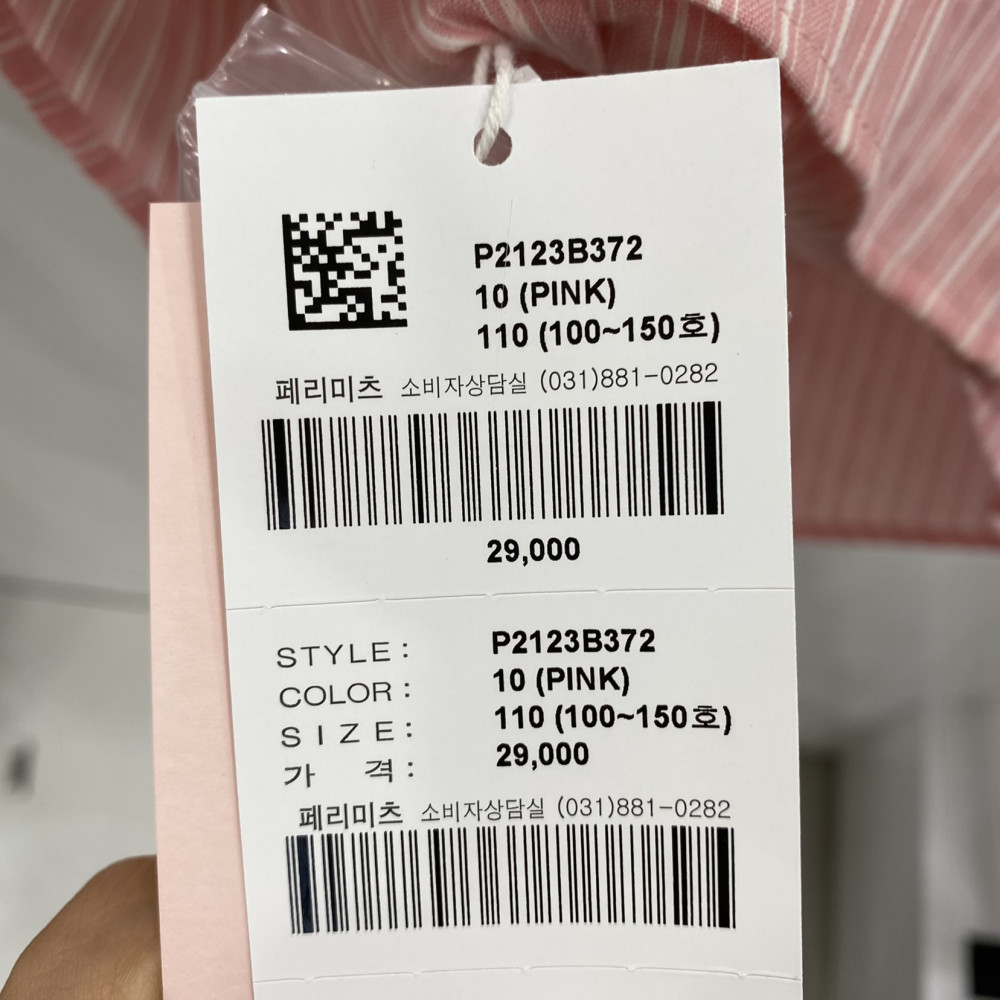 P2123B372
10 (PINK)
110 (100~150호)
페리미츠 소비자상담실 (031)881-0282
29,000
STYLE: P2123B372
COLOR: 10 (PINK)
SIZE: 110 (100~150호)
가 격: 29,000
페리미츠 소비자상담실 (031)881-0282